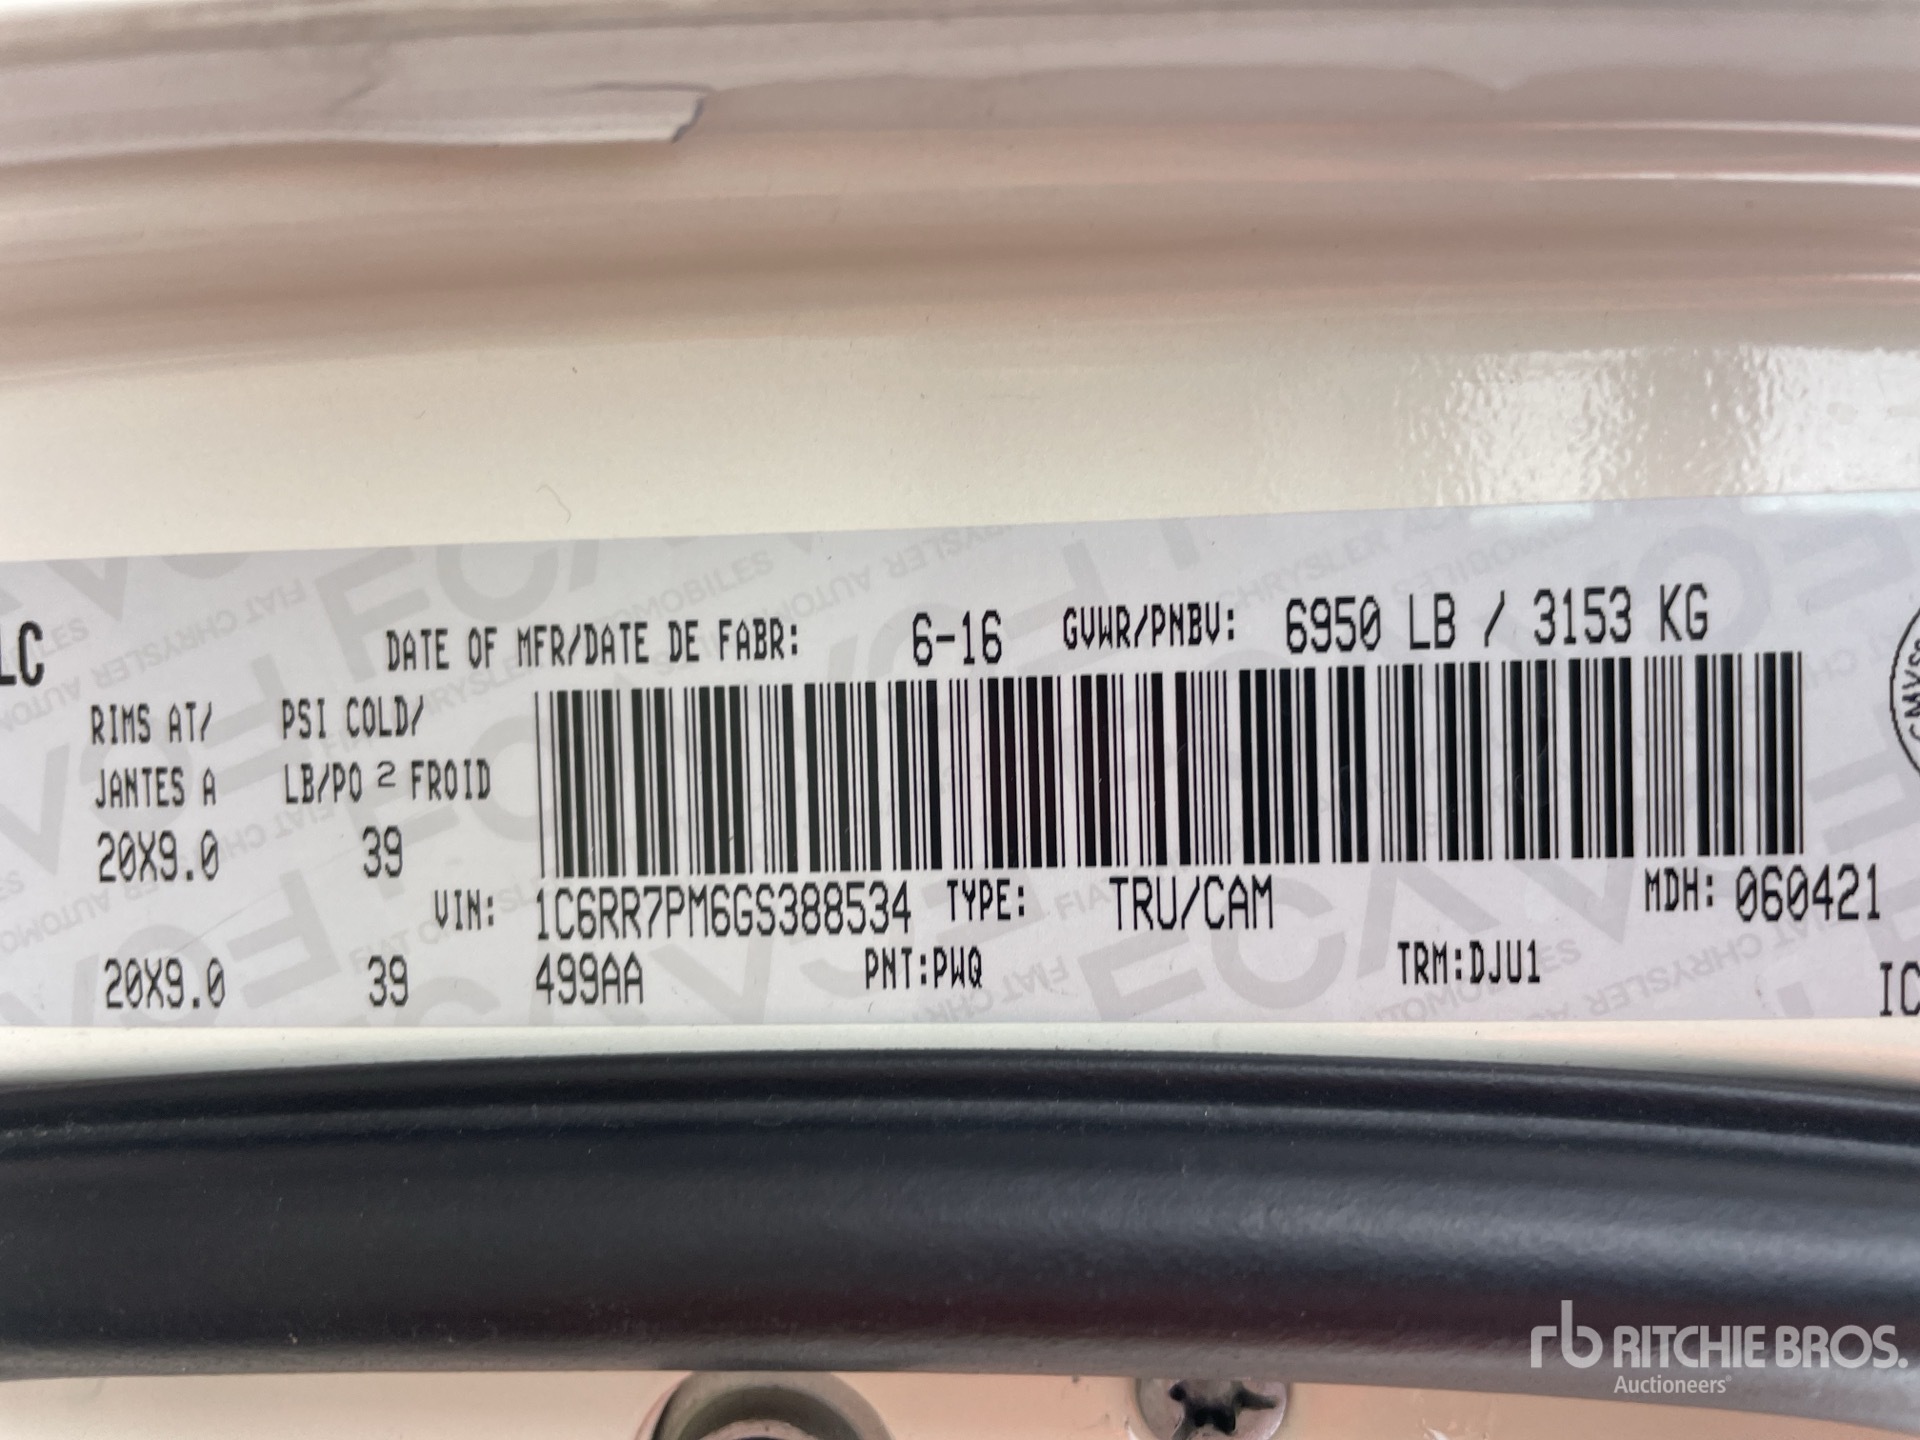 LC
DATE OF MFR/DATE DE FABR: 6-16 GVWR/PNBV: 6950 LB / 3153 KG
RIMS AT/ PSI COLD/
JANTES A LB/PO 2 FROID
20X9.0 39
VIN: 1C6RR7PM6GS388534 TYPE: TRU/CAM MDH: 060421
20X9.0 39 499AA PNT:PWQ TRM:DJU1
IC
rb RITCHIE BROS.
Auctioneers